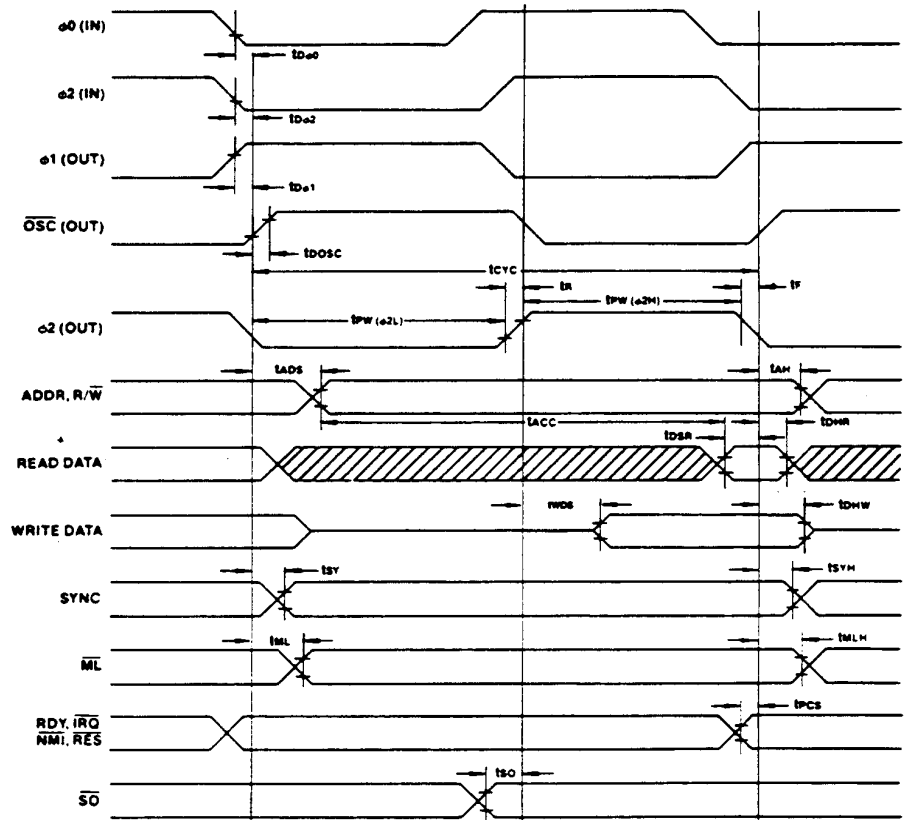 ø0 (IN)
tDø0
ø2 (IN)
tDø2
ø1 (OUT)
tDø1
OSC (OUT)
tDOSC
tCYC
tR
tPW (ø2H)
tF
ø2 (OUT)
tPW (ø2L)
tADS
tAH
ADDR, R/W
tACC
tDSR
tDHR
+
READ DATA
tWDS
tDHW
WRITE DATA
tSY
tSYH
SYNC
tML
tMLH
ML
tPCS
RDY, IRQ
NMI, RES
tSO
SO